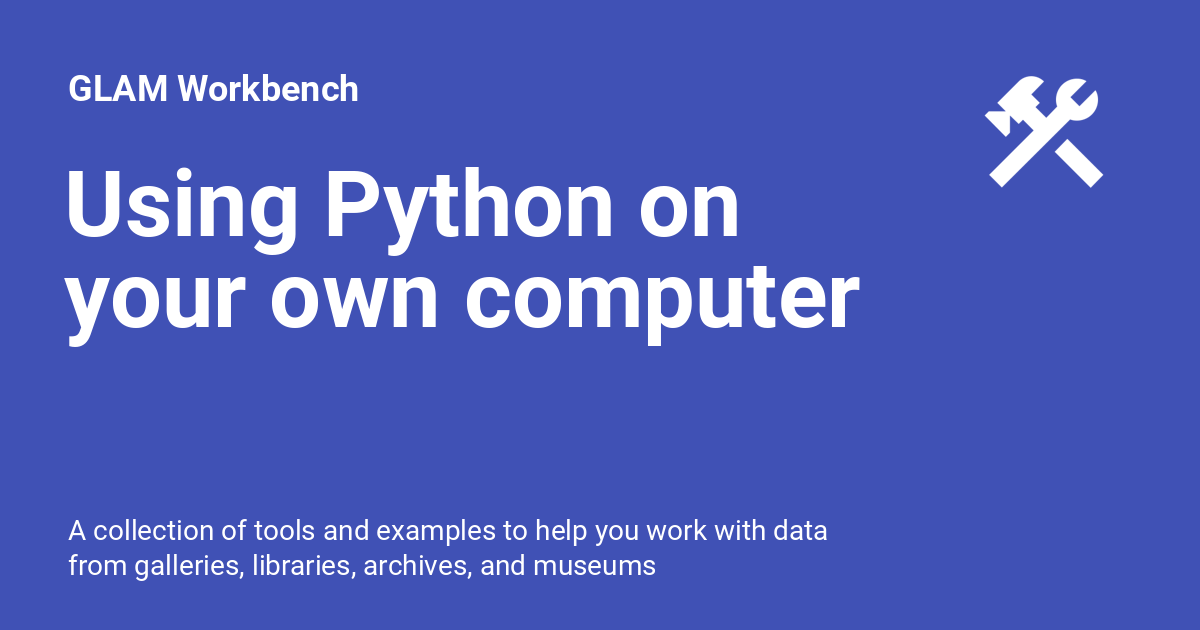 GLAM Workbench
Using Python on
your own computer
A collection of tools and examples to help you work with data
from galleries, libraries, archives, and museums